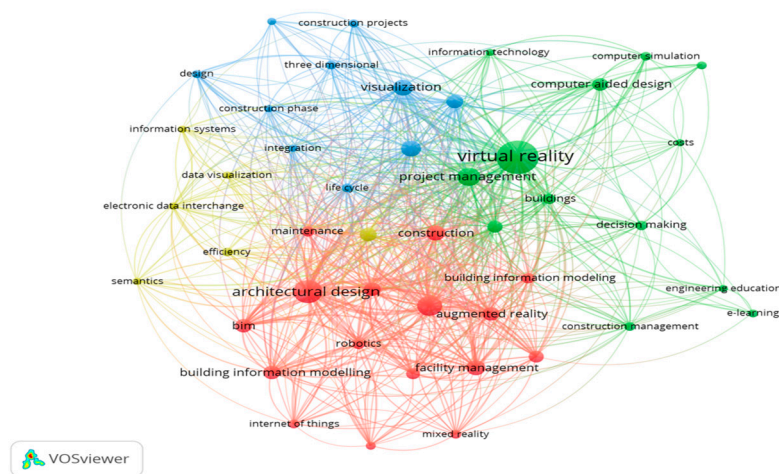 construction projects
information technology
computer simulation
three dimensional
design
visualization
computer aided design
construction phase
information systems
integration
virtual reality
costs
data visualization
project management
life cycle
buildings
electronic data interchange
maintenance
construction
decision making
efficiency
semantics
building information modeling
architectural design
engineering education
augmented reality
e-learning
bim
construction management
robotics
building information modelling
facility management
internet of things
mixed reality
VOSviewer